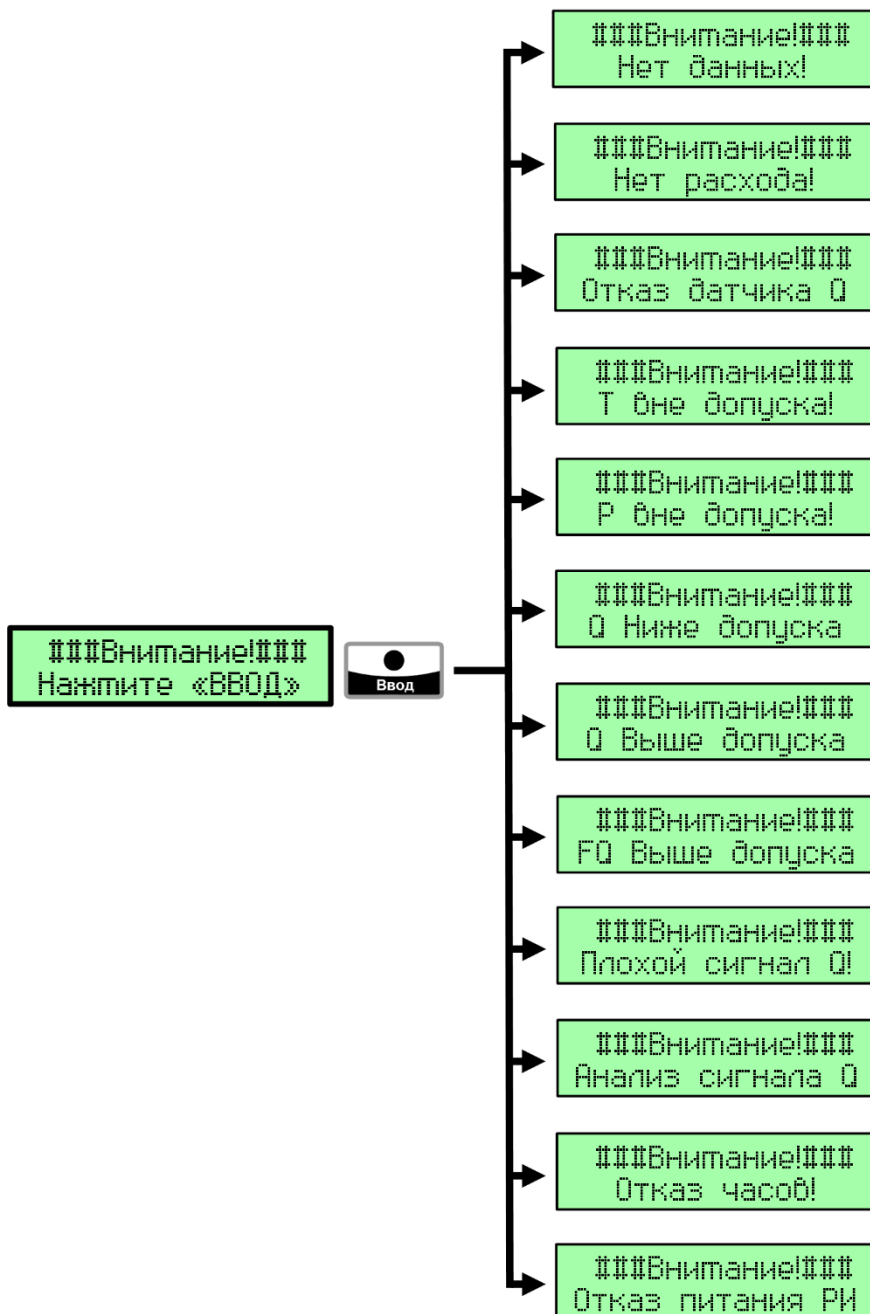 ###Внимание!###
Нет данных!
###Внимание!###
Нет расхода!
###Внимание!###
Отказ датчика Q
###Внимание!###
T вне допуска!
###Внимание!###
P вне допуска!
###Внимание!###
Q Ниже допуска
###Внимание!###
Нажмите «ВВОД»
Ввод
###Внимание!###
Q Выше допуска
###Внимание!###
FQ Выше допуска
###Внимание!###
Плохой сигнал Q!
###Внимание!###
Анализ сигнала Q
###Внимание!###
Отказ часов!
###Внимание!###
Отказ питания РИ